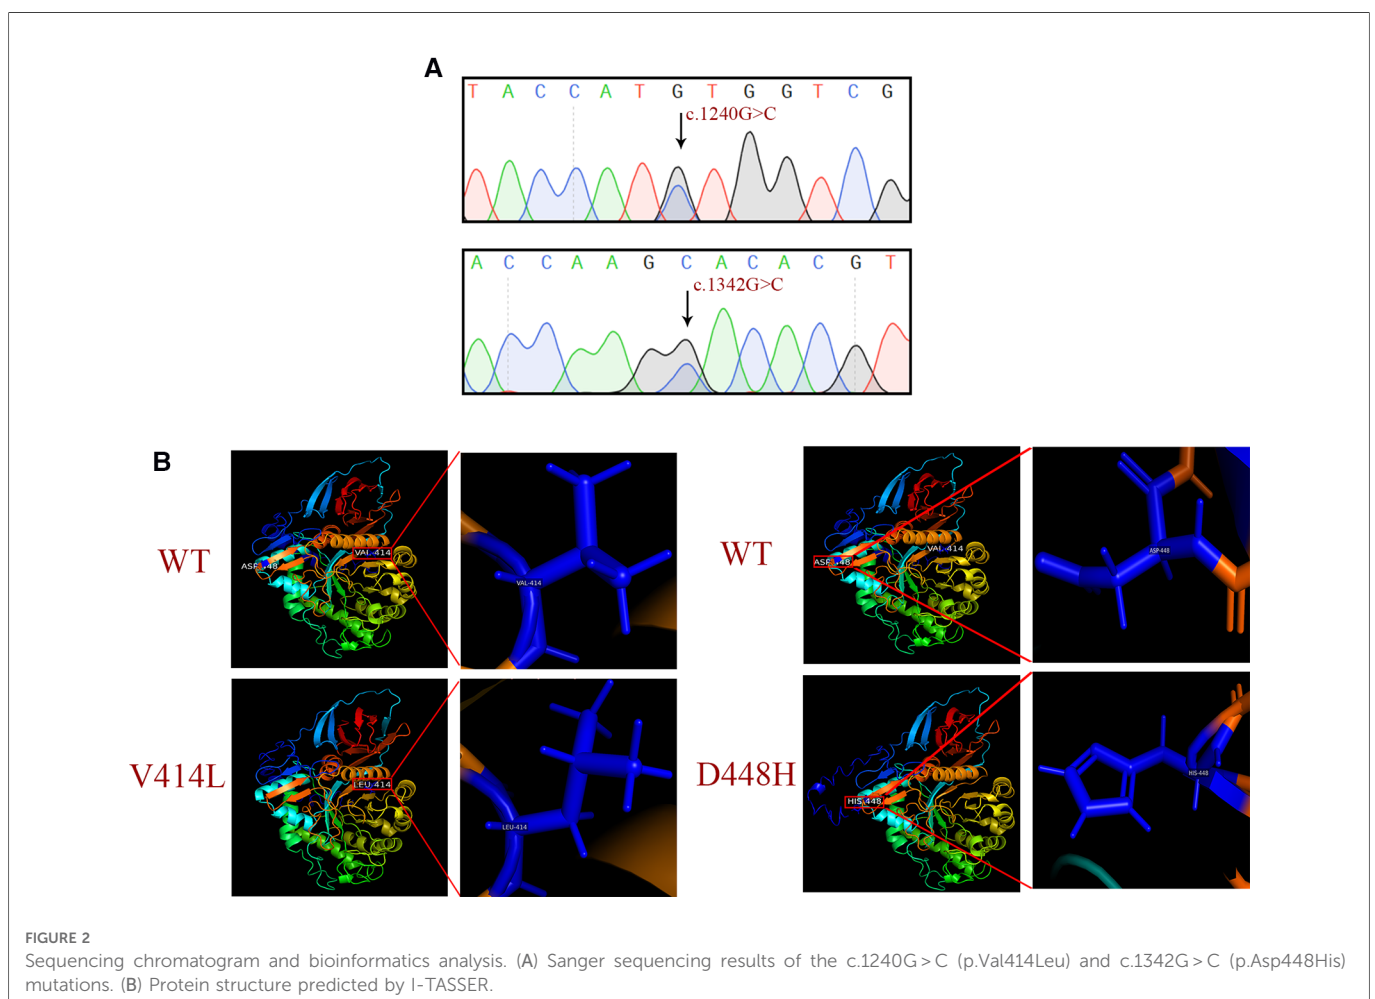 A
T A C C A T G T G G T C G
c.1240G>C
A C C A A G C A C A C G T
c.1342G>C
B
WT
VAL-414
VAL-414
WT
VAL-414
ASP-448
V414L
LEU-414
LEU-414
D448H
HIS-448
HIS-448
FIGURE 2
Sequencing chromatogram and bioinformatics analysis. (A) Sanger sequencing results of the c.1240G > C (p.Val414Leu) and c.1342G > C (p.Asp448His)
mutations. (B) Protein structure predicted by I-TASSER.